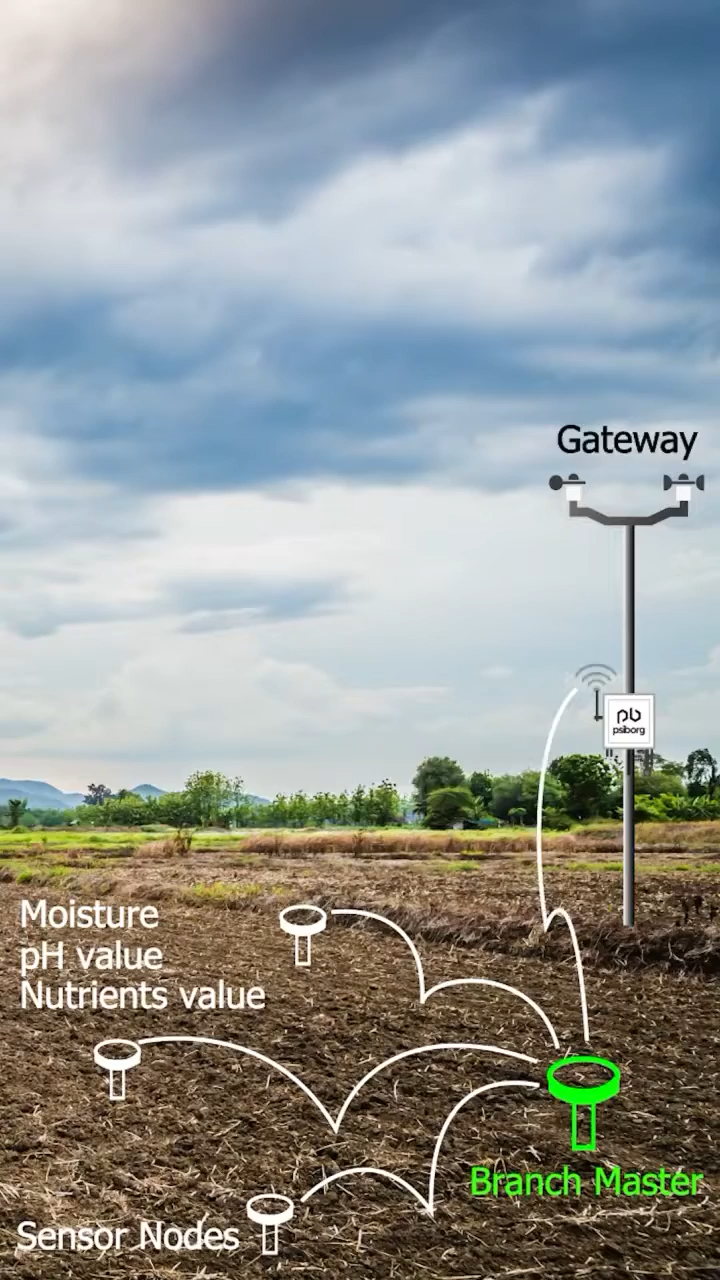 Gateway
pb
psiborg
Moisture
pH value
Nutrients value
Branch Master
Sensor Nodes